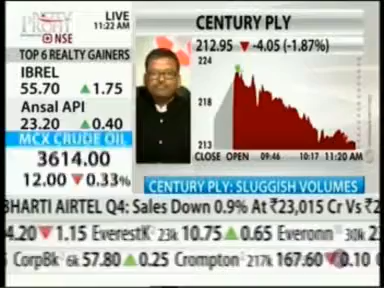 NDTV PROFIT
NSE
LIVE
11:22 AM
TOP 6 REALTY GAINERS
IBREL
55.70 ▲ 1.75
Ansal API
23.20 ▲ 0.40
MCX CRUDE OIL
3614.00
12.00 ▼ 0.33%
CENTURY PLY
212.95 ▼ -4.05 (-1.87%)
224
218
213
CLOSE OPEN 09:46 10:17 11:20 AM
CENTURY PLY: SLUGGISH VOLUMES
BHARTI AIRTEL Q4: Sales Down 0.9% At ₹23,015 Cr Vs ₹2
4.20 ▼ 1.15 EverestK 23k 10.75 ▲ 0.65 Everonn 30k 23
CorpBk 6k 57.80 ▲ 0.25 Crompton 217k 167.60 ▼ 0.10